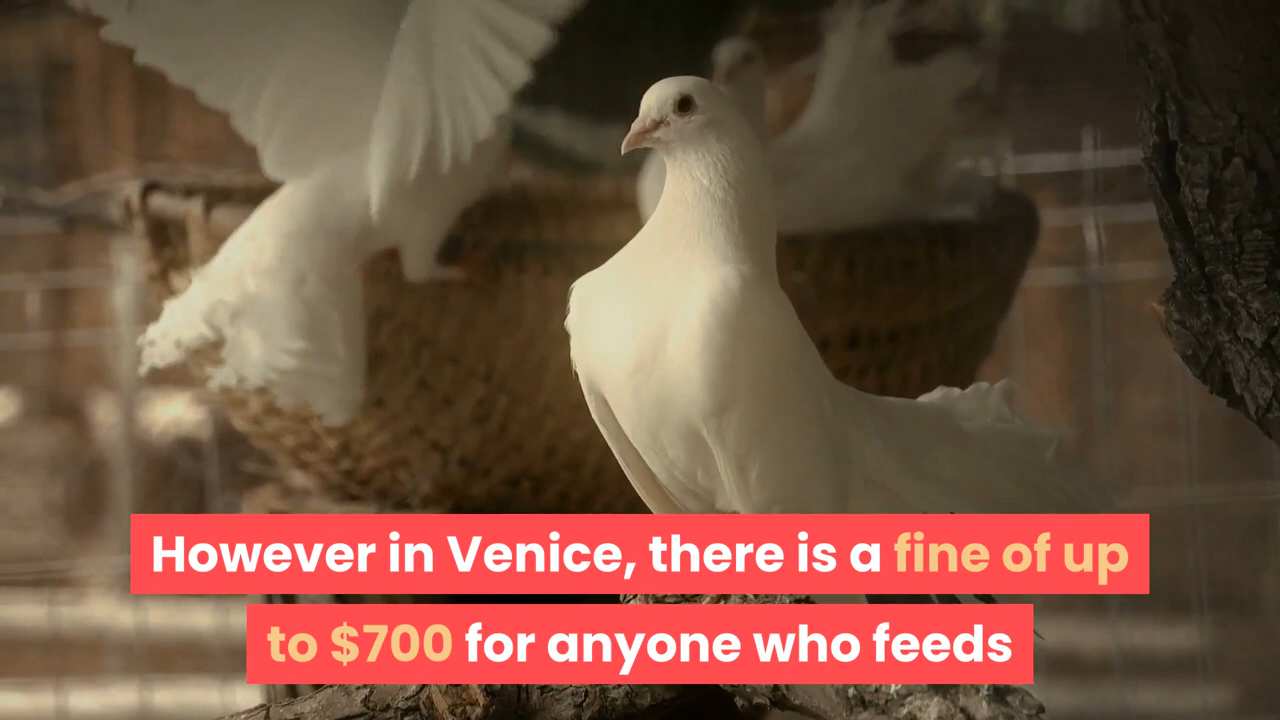 However in Venice, there is a fine of up
to $700 for anyone who feeds